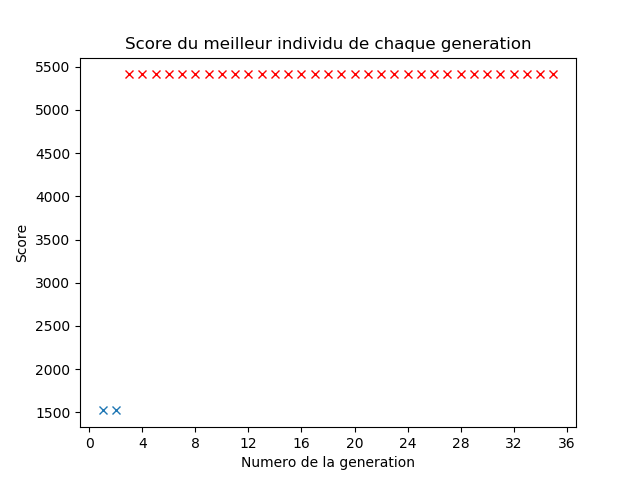 Score du meilleur individu de chaque generation
5500
5000
4500
4000
3500
3000
2500
2000
1500
Score
0 4 8 12 16 20 24 28 32 36
Numero de la generation